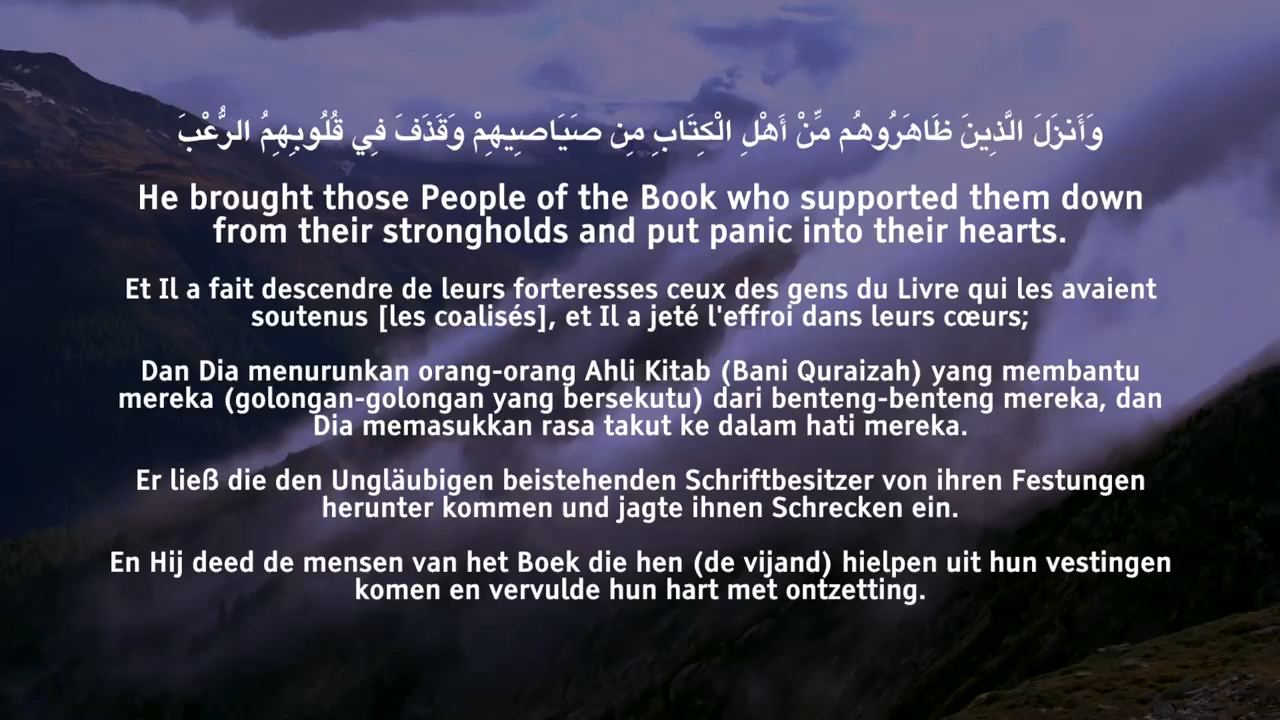 وَأَنزَلَ الَّذِينَ ظَاهَرُوهُم مِّنْ أَهْلِ الْكِتَابِ مِن صَيَاصِيهِمْ وَقَذَفَ فِي قُلُوبِهِمُ الرُّعْبَ
He brought those People of the Book who supported them down
from their strongholds and put panic into their hearts.
Et Il a fait descendre de leurs forteresses ceux des gens du Livre qui les avaient
soutenus [les coalisés], et Il a jeté l'effroi dans leurs cœurs;
Dan Dia menurunkan orang-orang Ahli Kitab (Bani Quraizah) yang membantu
mereka (golongan-golongan yang bersekutu) dari benteng-benteng mereka, dan
Dia memasukkan rasa takut ke dalam hati mereka.
Er ließ die den Ungläubigen beistehenden Schriftbesitzer von ihren Festungen
herunter kommen und jagte ihnen Schrecken ein.
En Hij deed de mensen van het Boek die hen (de vijand) hielpen uit hun vestingen
komen en vervulde hun hart met ontzetting.